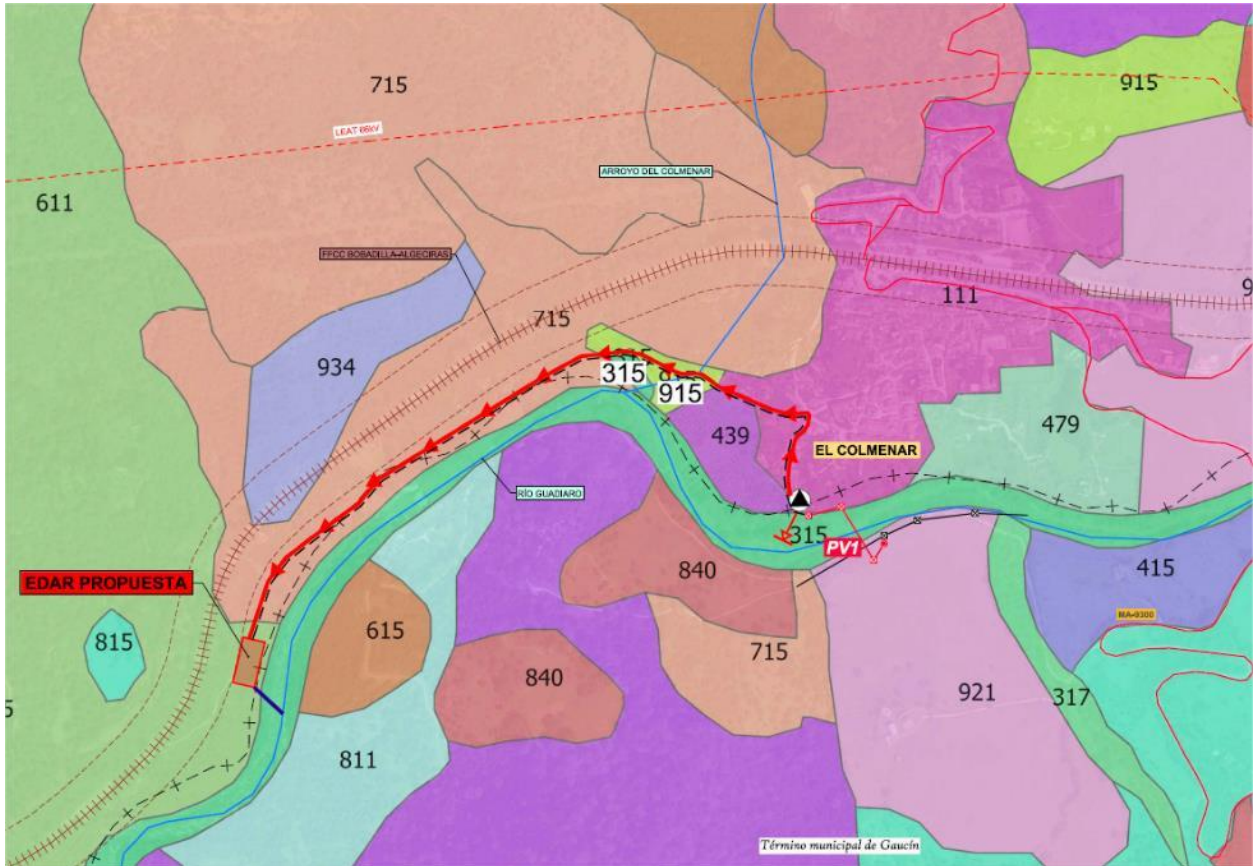 715
915
LEAT 66kV
ARROYO DEL COLMENAR
611
FFCC BOBADILLA-ALGECIRAS
111
9
715
934
315
915
439
479
EL COLMENAR
RÍO GUADIARO
315
PV1
840
415
EDAR PROPUESTA
MA-9300
615
815
715
840
921
317
5
811
Término municipal de Gaucín